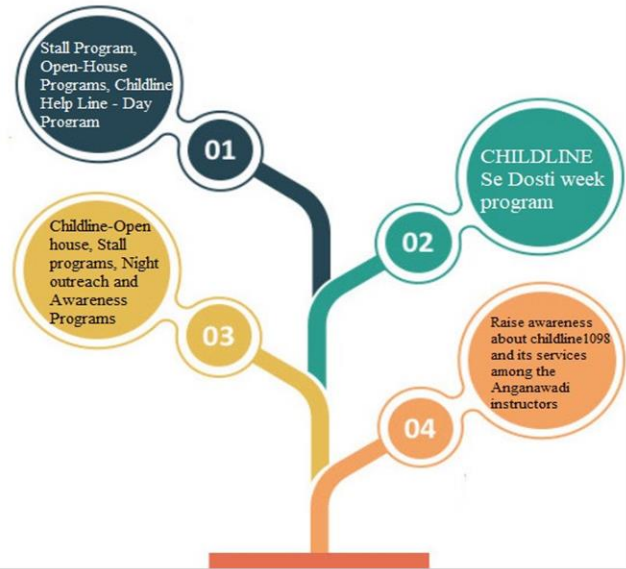 Stall Program,
Open-House
Programs, Childline
Help Line - Day
Program
01
CHILDLINE
Se Dosti week
program
02
Childline-Open
house, Stall
programs, Night
outreach and
Awareness
Programs
03
Raise awareness
about childline1098
and its services
among the
Anganawadi
instructors
04